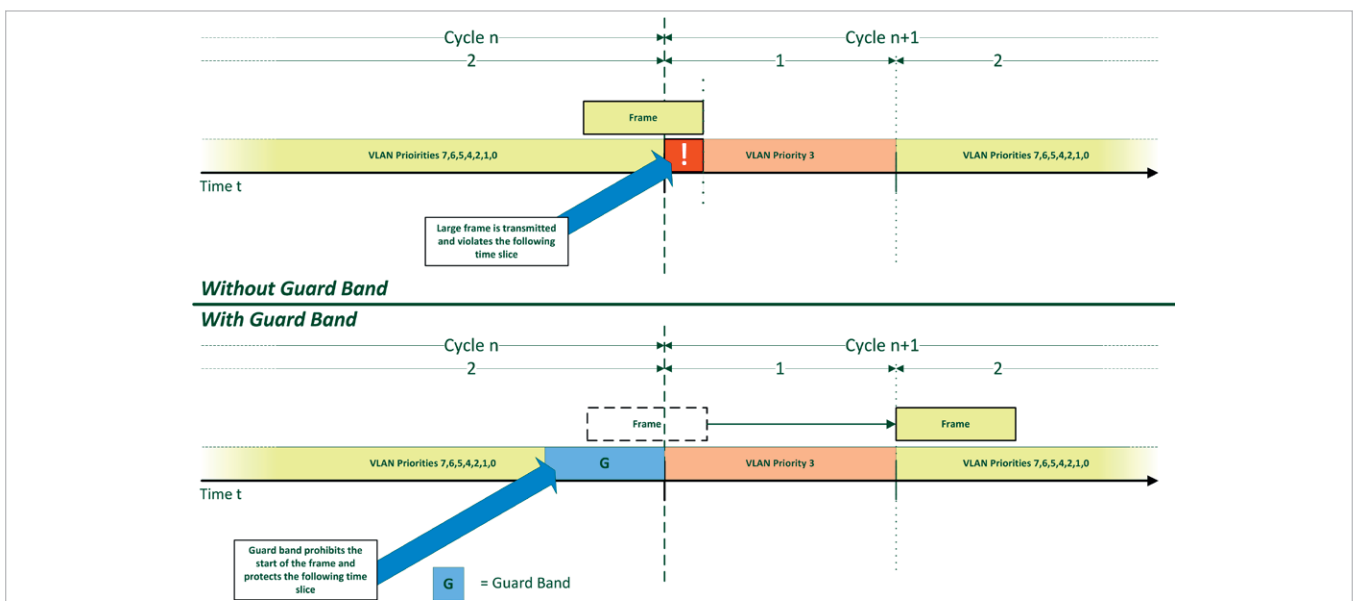 Cycle n
Cycle n+1
2
1
2
Frame
VLAN Prioirities 7,6,5,4,2,1,0
!
VLAN Priority 3
VLAN Priorities 7,6,5,4,2,1,0
Time t
Large frame is transmitted
and violates the following
time slice
Without Guard Band
With Guard Band
Cycle n
Cycle n+1
2
1
2
Frame
Frame
VLAN Priorities 7,6,5,4,2,1,0
G
VLAN Priority 3
VLAN Priorities 7,6,5,4,2,1,0
Time t
Guard band prohibits the
start of the frame and
protects the following time
slice
G = Guard Band